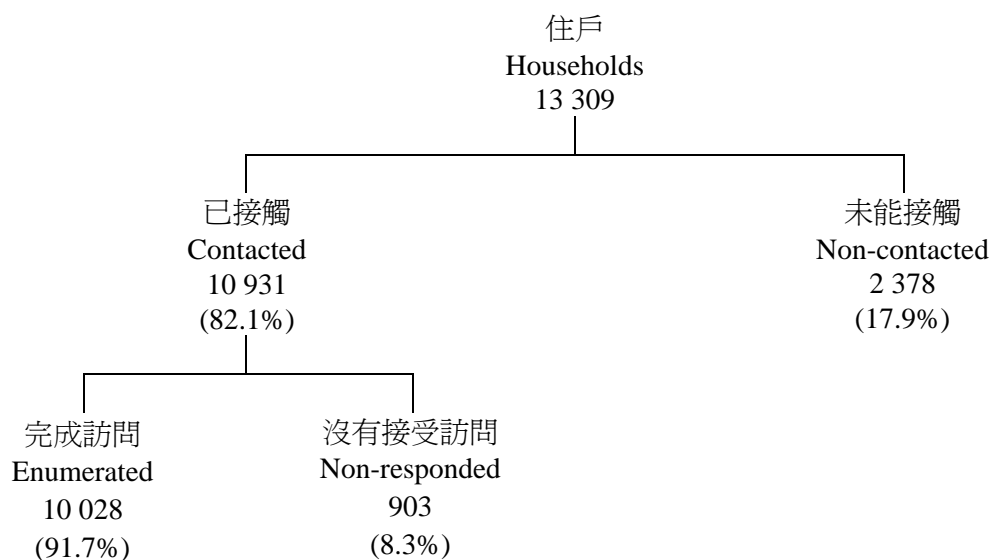 住戶
Households
13 309
已接觸
Contacted
10 931
(82.1%)
未能接觸
Non-contacted
2 378
(17.9%)
完成訪問
Enumerated
10 028
(91.7%)
沒有接受訪問
Non-responded
903
(8.3%)